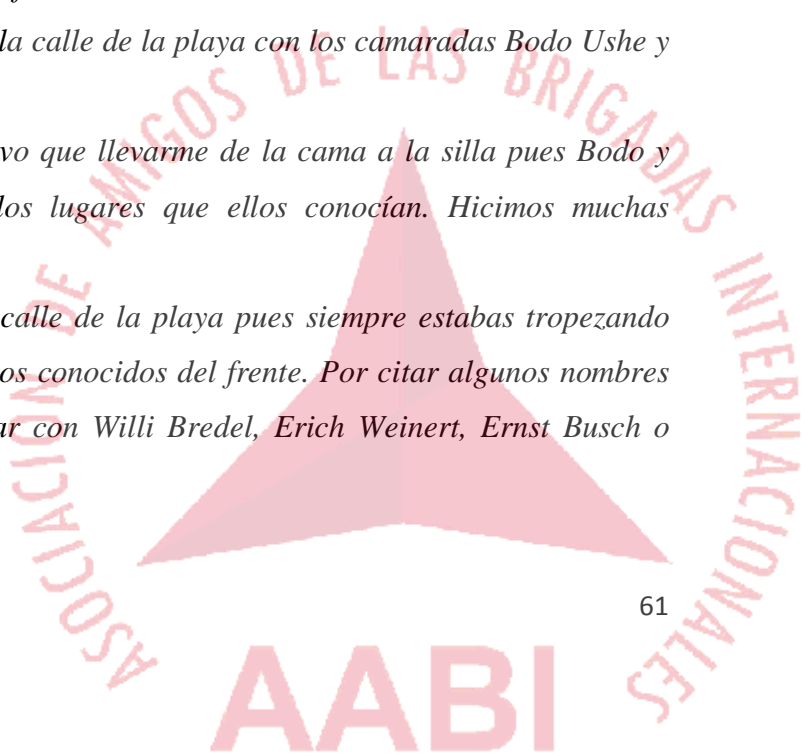 la calle de la playa con los camaradas Bodo Ushe y
vo que llevarme de la cama a la silla pues Bodo y
los lugares que ellos conocían. Hicimos muchas
calle de la playa pues siempre estabas tropezando
os conocidos del frente. Por citar algunos nombres
ar con Willi Bredel, Erich Weinert, Ernst Busch o
61
ASOCIACIÓN DE AMIGOS DE LAS BRIGADAS INTERNACIONALES
AABI